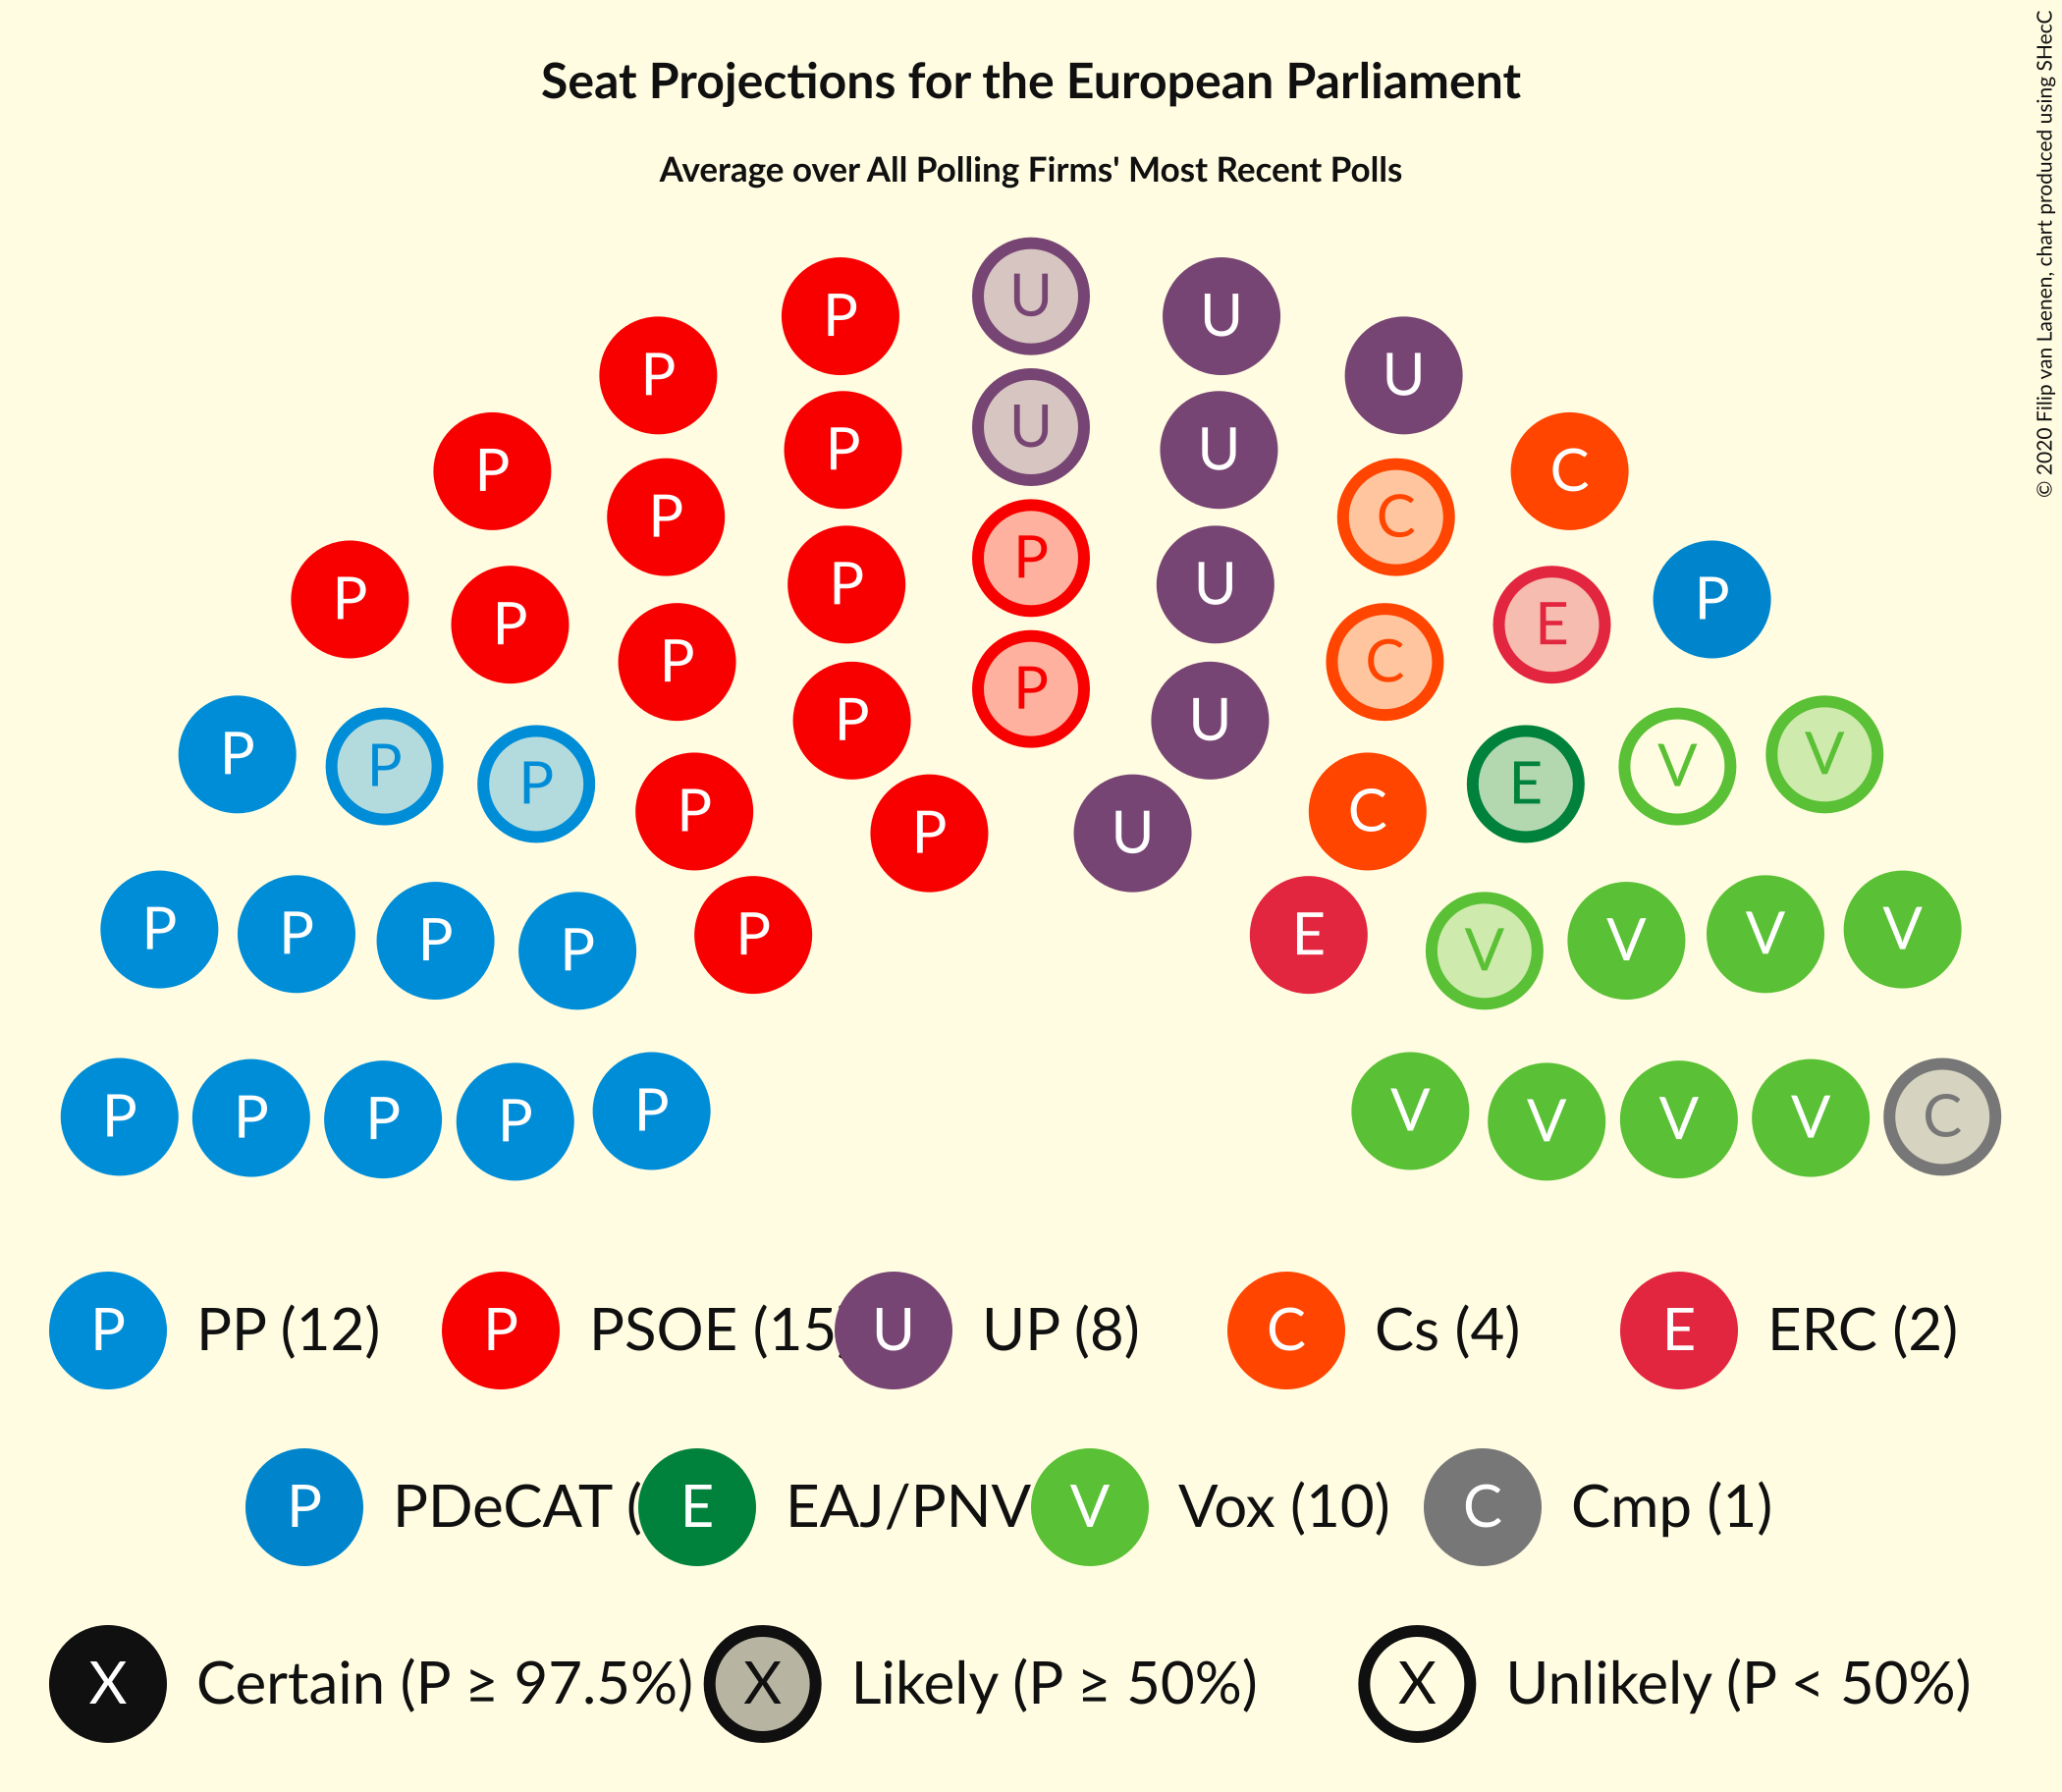 Seat Projections for the European Parliament
Average over All Polling Firms' Most Recent Polls
© 2020 Filip van Laenen, chart produced using SHecC
U
P U
P U
U
P U
P C
P C
P
P U
P P
P E
P C
P
P U
P V
P V
P E
P C
P U
P P P P P E V V V V
P P P P P V V V V C
P PP (12) P PSOE (15 U UP (8) C Cs (4) E ERC (2)
P PDeCAT ( E EAJ/PNV V Vox (10) C Cmp (1)
X Certain (P ≥ 97.5%) X Likely (P ≥ 50%) X Unlikely (P < 50%)